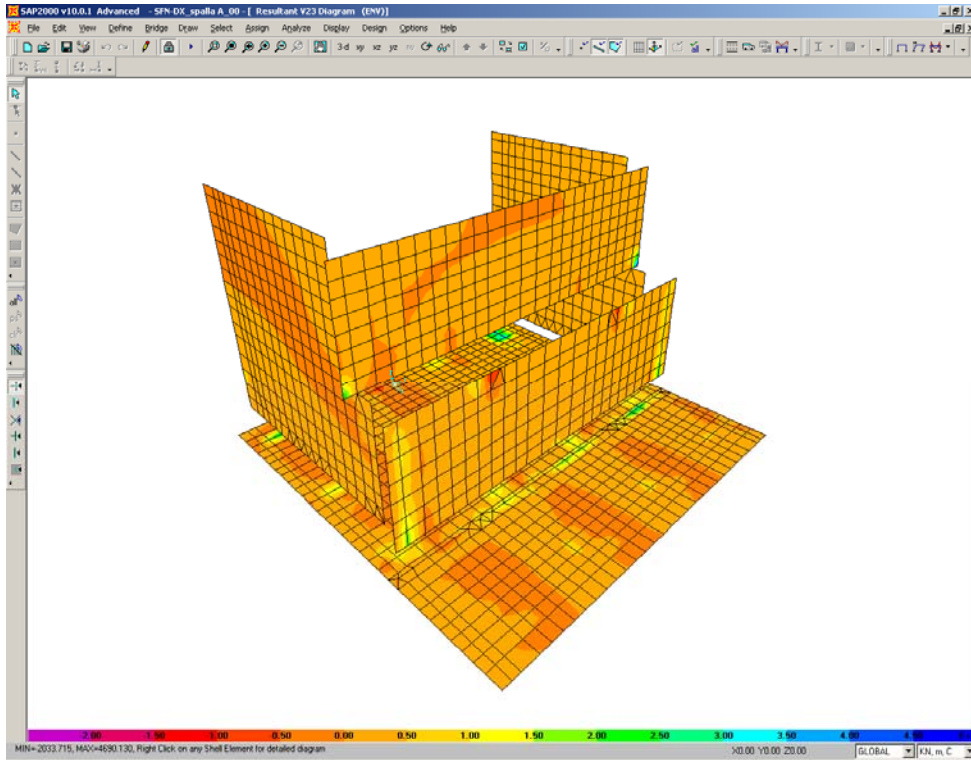 SAP2000 v10.0.1 Advanced - SFN-DX_spalla A_00 - [ Resultant V23 Diagram (ENV)]
File Edit View Define Bridge Draw Select Assign Analyze Display Design Options Help
3-d xy xz yz
-2.00 -1.50 -1.00 -0.50 0.00 0.50 1.00 1.50 2.00 2.50 3.00 3.50 4.00 4.50
MIN=-2033.715, MAX=4690.130, Right Click on any Shell Element for detailed diagram X0.00 Y0.00 Z0.00 GLOBAL KN, m, C